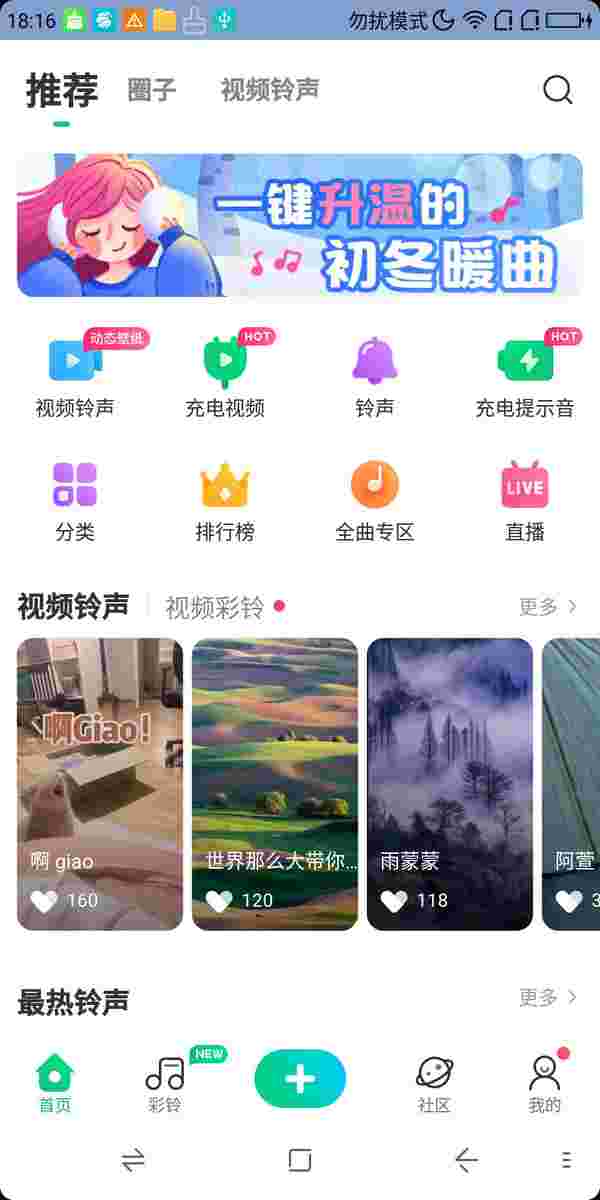 18:16 勿扰模式
推荐 圈子 视频铃声
一键升温的
初冬暖曲
动态壁纸 HOT HOT
视频铃声 充电视频 铃声 充电提示音
LIVE
分类 排行榜 全曲专区 直播
视频铃声 视频彩铃 更多
啊Giao!
啊 giao 世界那么大带你... 雨蒙蒙 阿萱
160 120 118 3
最热铃声 更多
NEW
首页 彩铃 社区 我的